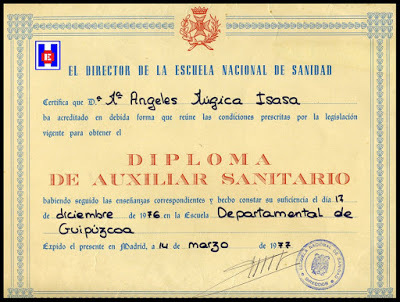 H
E
EL DIRECTOR DE LA ESCUELA NACIONAL DE SANIDAD
Certifica que D.ª Mª Angeles Múgica Isasa
ha acreditado en debida forma que reúne las condiciones prescritas por la legislación
vigente para obtener el
DIPLOMA
DE AUXILIAR SANITARIO
habiendo seguido las enseñanzas correspondientes y hecho constar su suficiencia el día 17
de diciembre de 1976 en la Escuela Departamental de
Guipúzcoa
Expido el presente en Madrid, a 14 de marzo de 1977